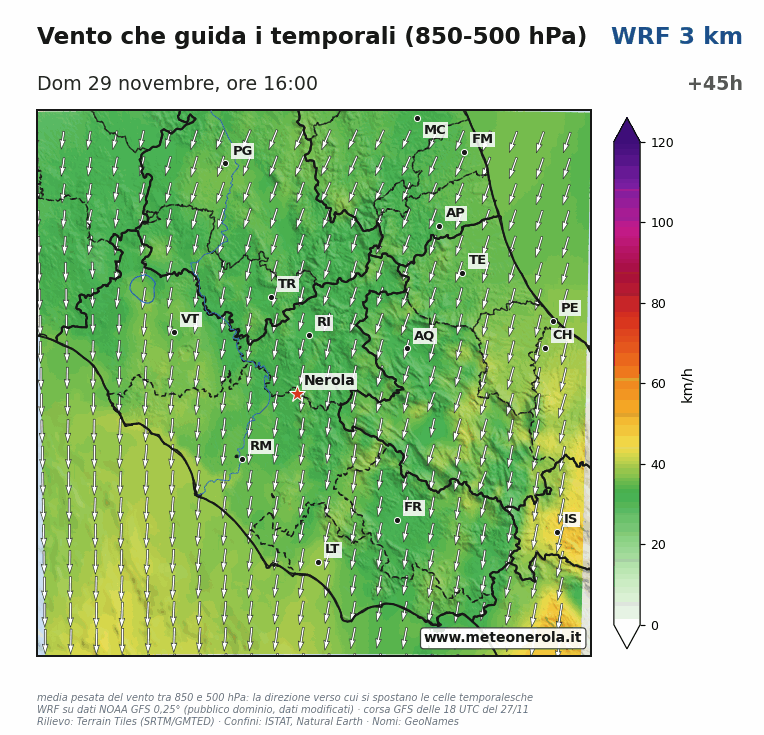 Vento che guida i temporali (850-500 hPa) WRF 3 km
Dom 29 novembre, ore 16:00 +45h
MC
FM
PG
AP
TE
TR
PE
VT
RI
CH
AQ
Nerola
RM
FR
IS
LT
www.meteonerola.it
120
100
80
60
40
20
0
km/h
media pesata del vento tra 850 e 500 hPa: la direzione verso cui si spostano le celle temporalesche
WRF su dati NOAA GFS 0,25° (pubblico dominio, dati modificati) · corsa GFS delle 18 UTC del 27/11
Rilievo: Terrain Tiles (SRTM/GMTED) · Confini: ISTAT, Natural Earth · Nomi: GeoNames